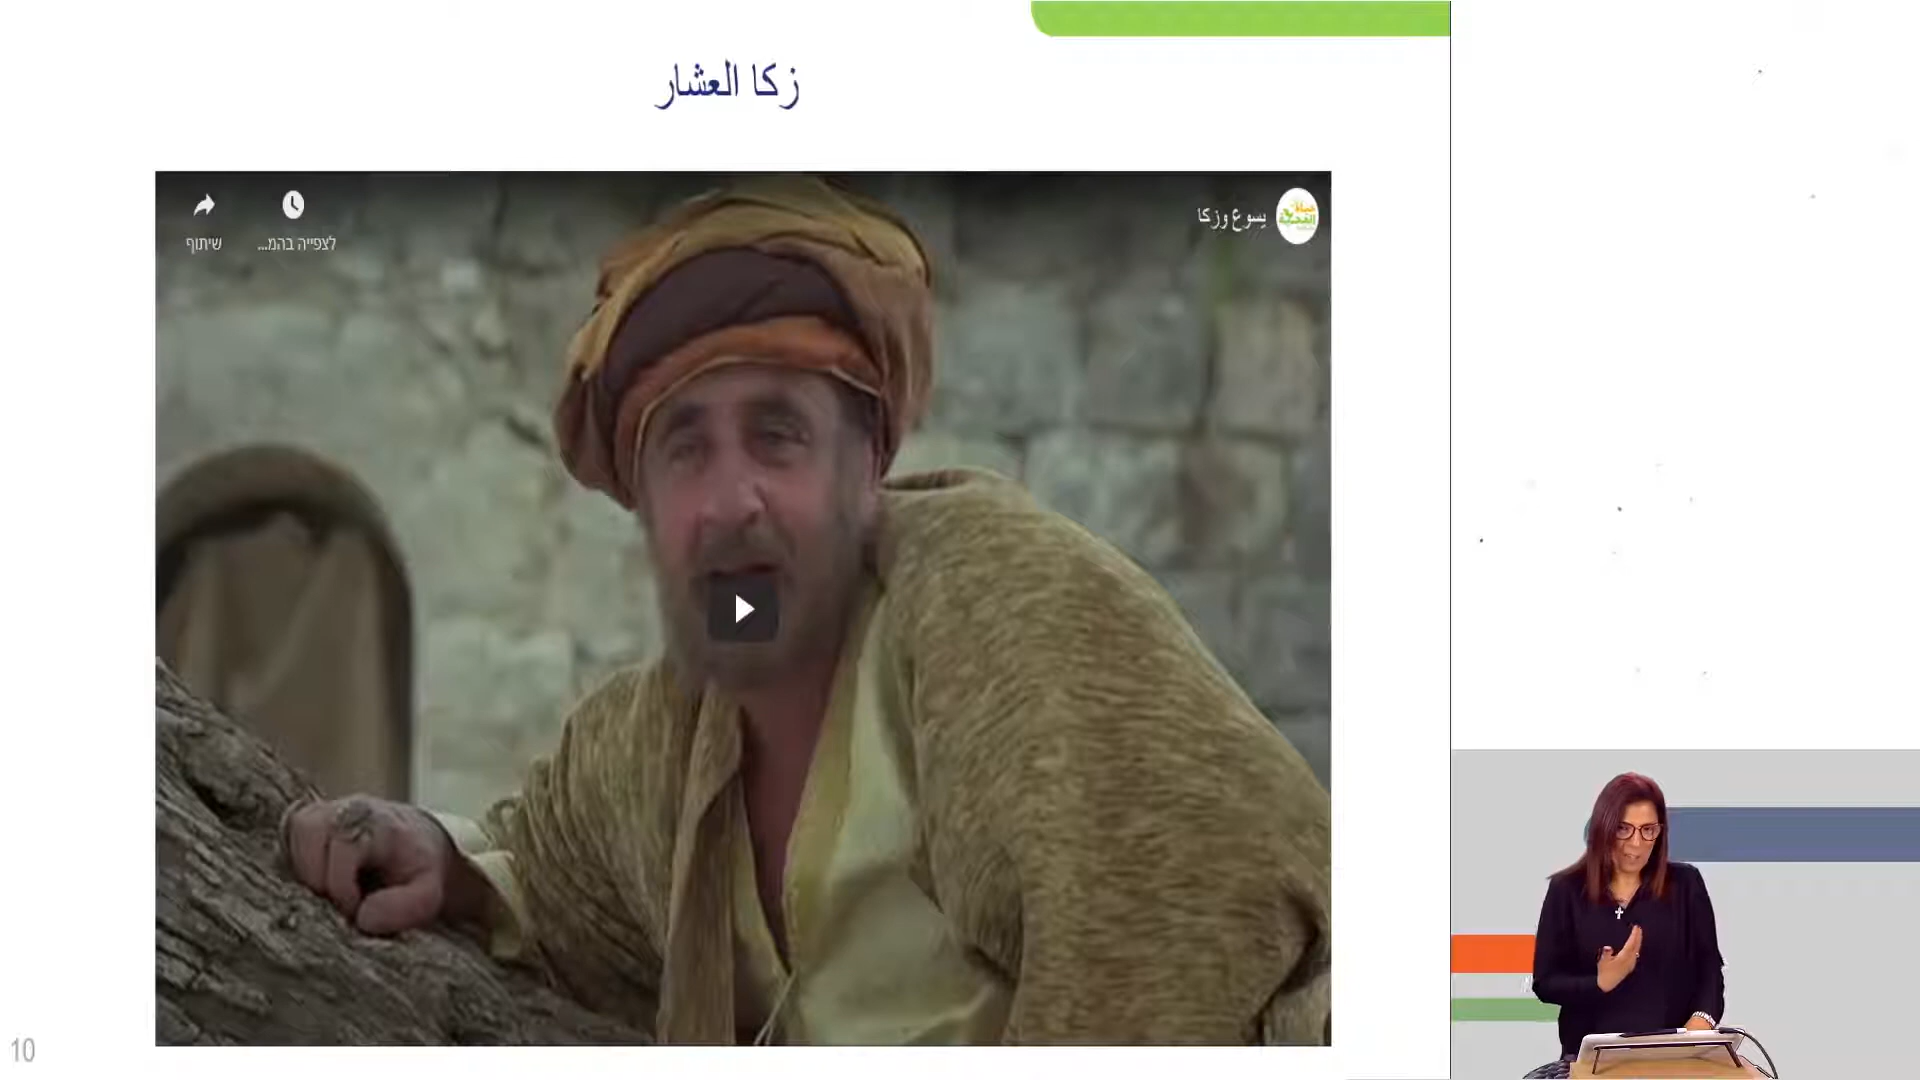 زكا العشار
يسوع وزكا
שיתוף
לצפייה בהמ...
10